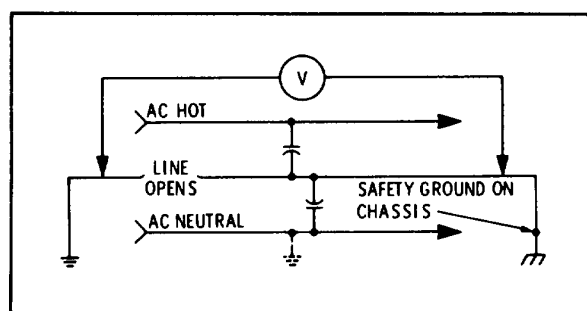 V
AC HOT
LINE
OPENS
SAFETY GROUND ON
CHASSIS
AC NEUTRAL